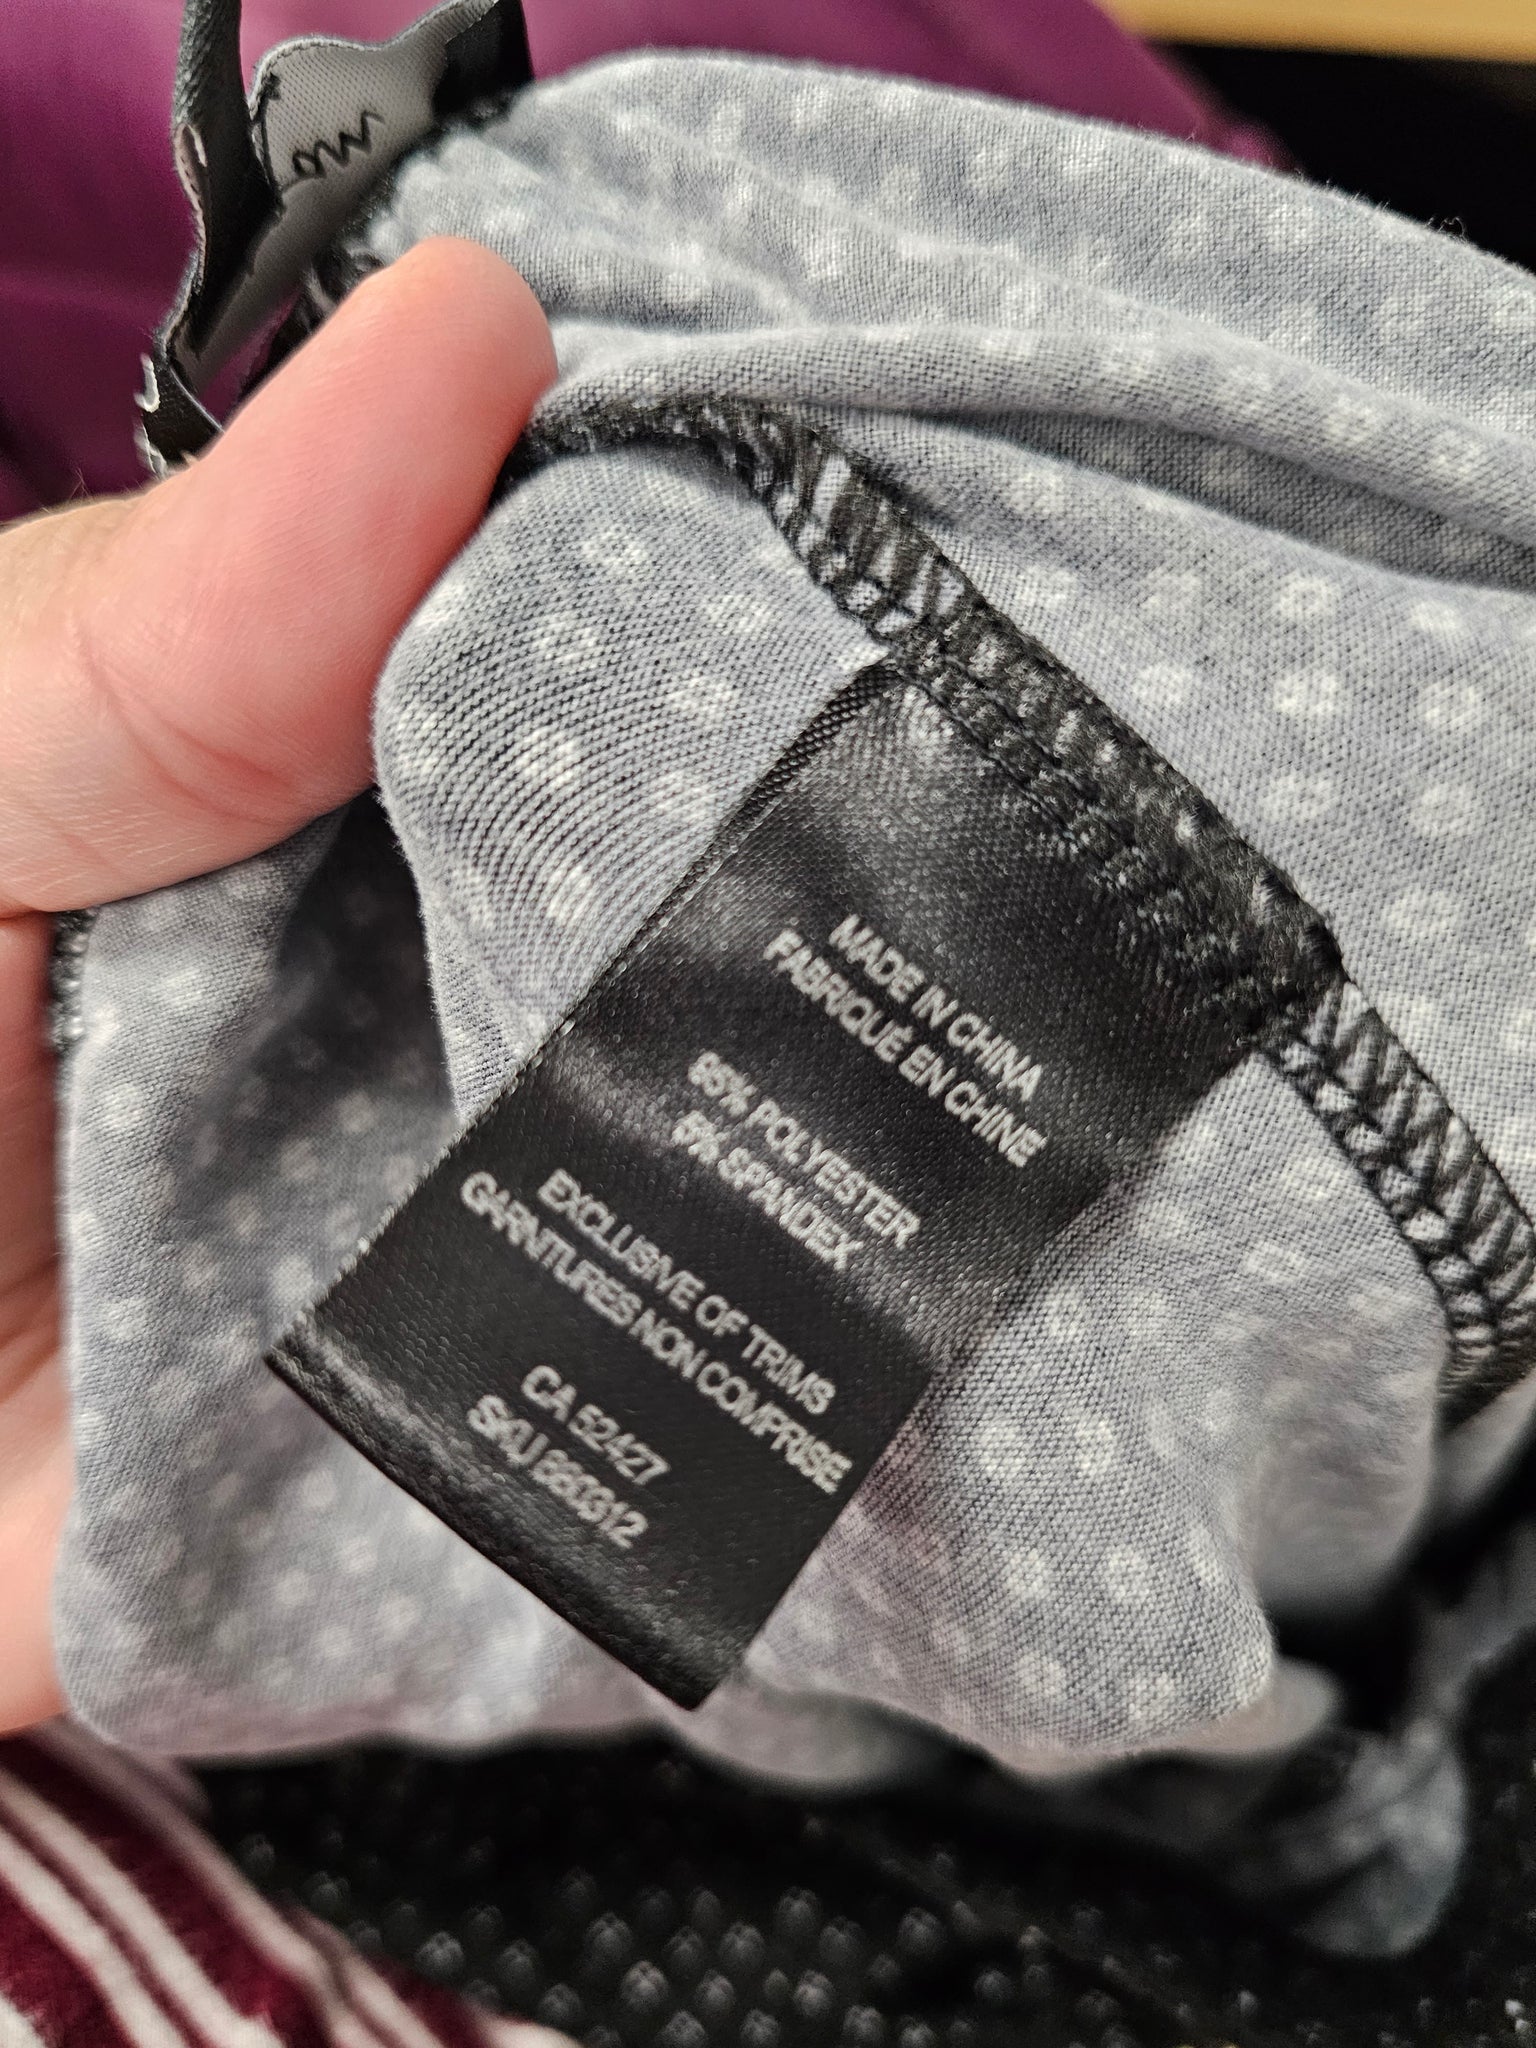 MADE IN CHINA
FABRIQUÉ EN CHINE
95% POLYESTER
5% SPANDEX
EXCLUSIVE OF TRIMS
GARNITURES NON COMPRISE
CA 52427
SKU 660312